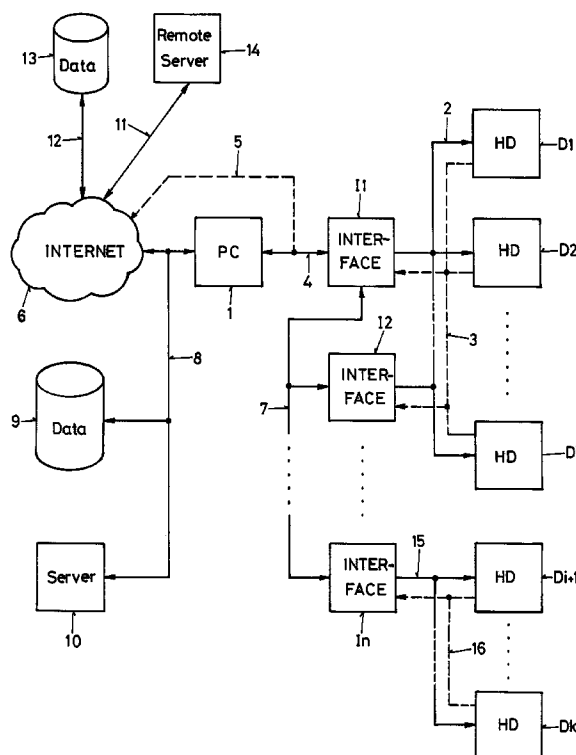 13
Data
Remote
Server
14
12
11
5
2
HD
D1
I1
INTERNET
PC
INTER-
FACE
HD
D2
6
1
4
I2
3
8
7
INTER-
FACE
9
Data
HD
D
15
Server
INTER-
FACE
HD
Di+1
10
In
16
HD
Dk